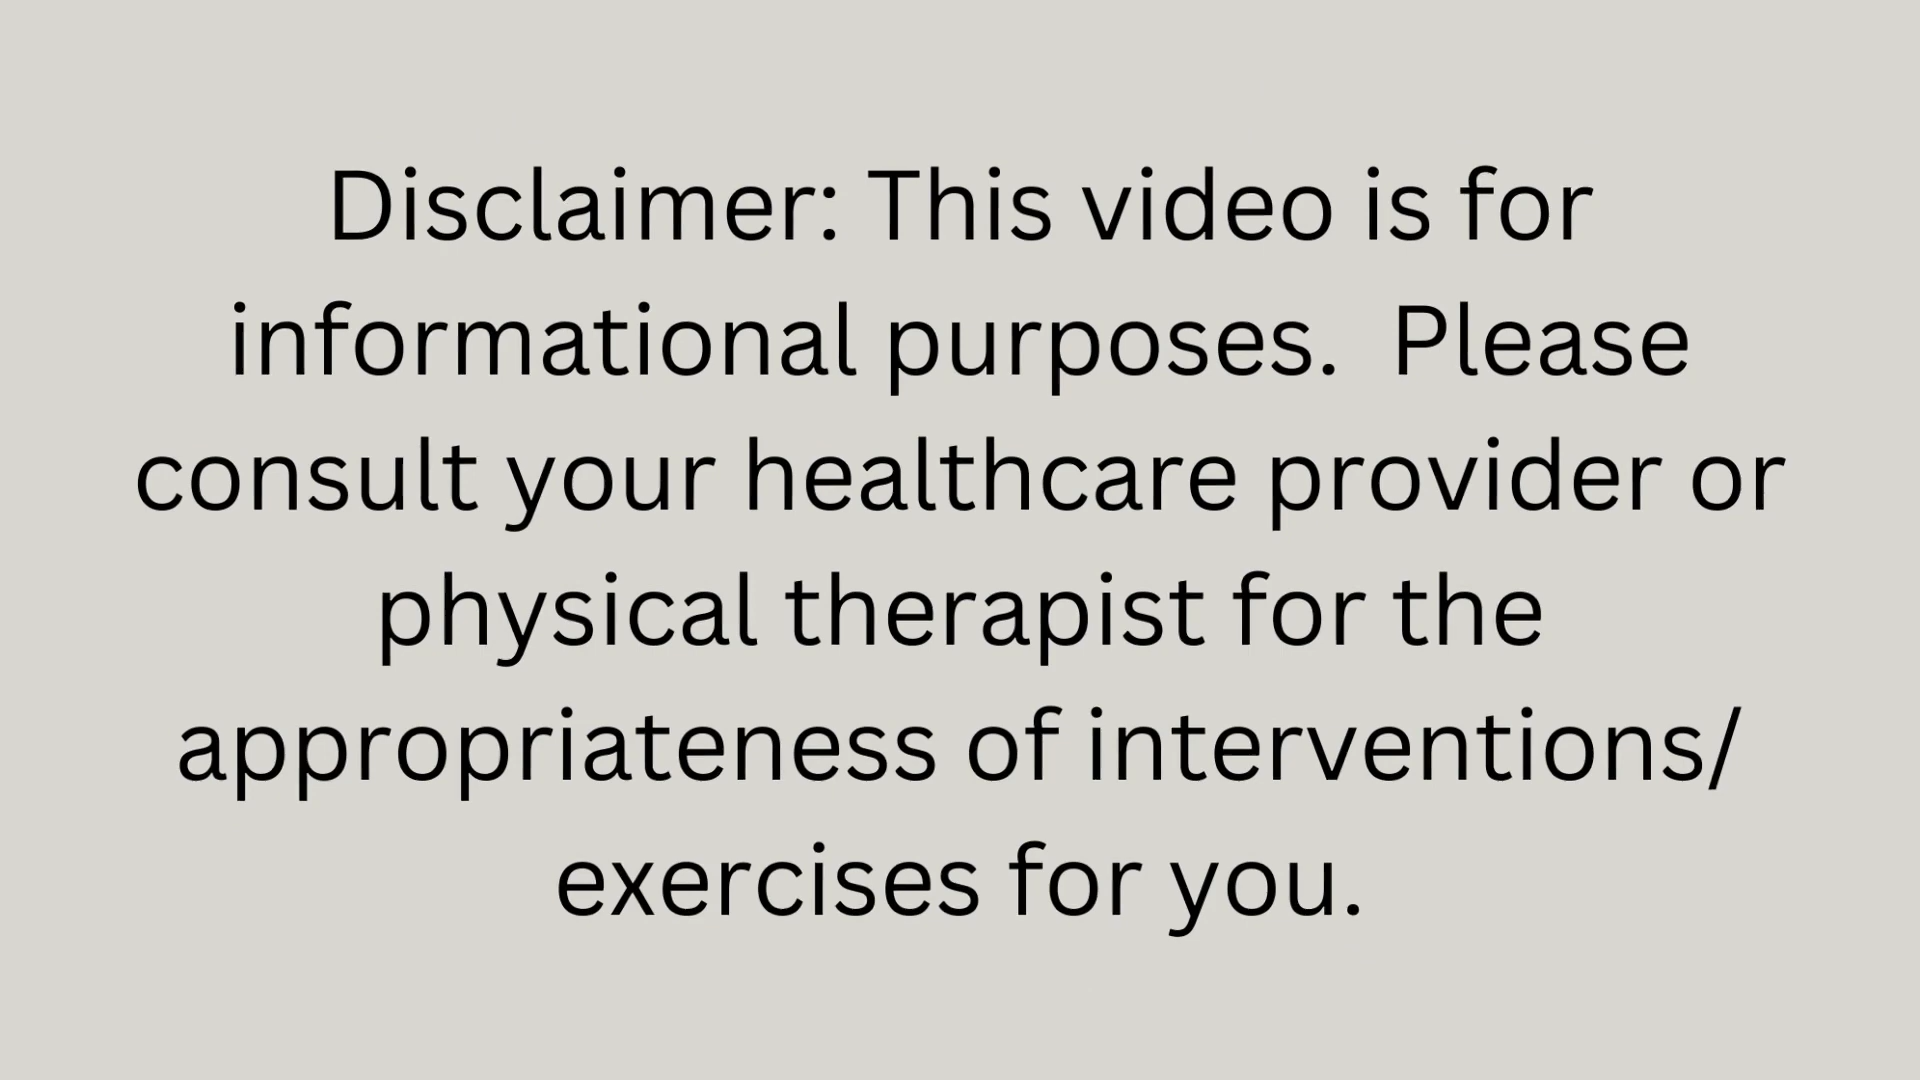 Disclaimer: This video is for
informational purposes.  Please
consult your healthcare provider or
physical therapist for the
appropriateness of interventions/
exercises for you.